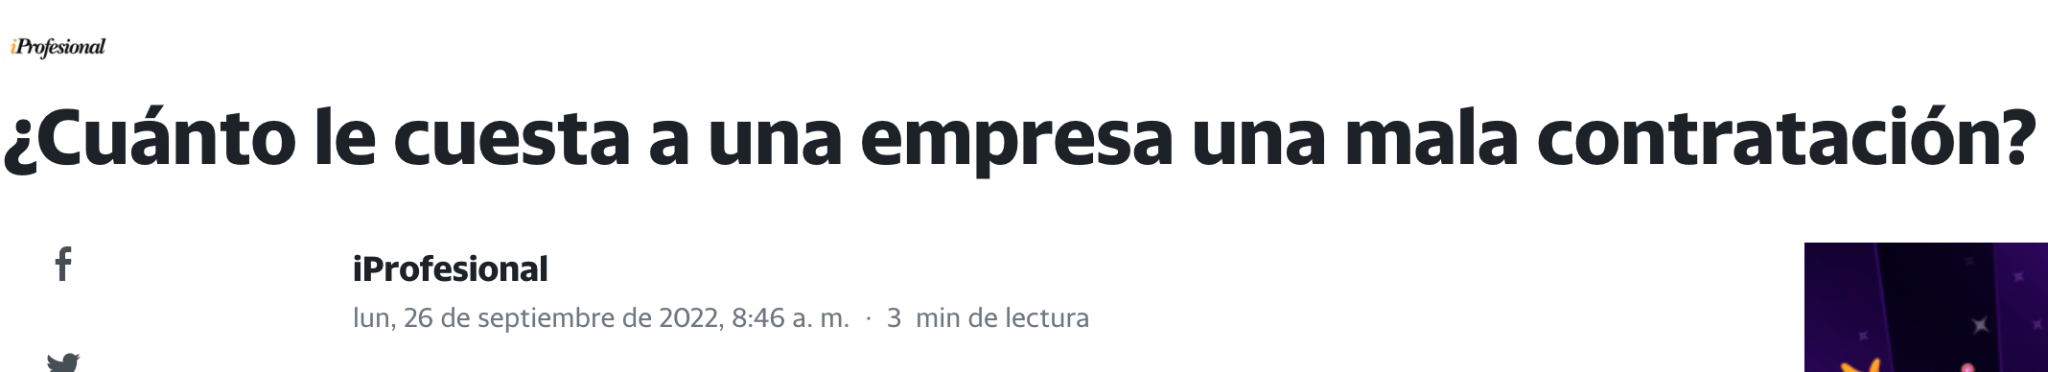 iProfesional
¿Cuánto le cuesta a una empresa una mala contratación?
iProfesional
lun, 26 de septiembre de 2022, 8:46 a. m. · 3 min de lectura